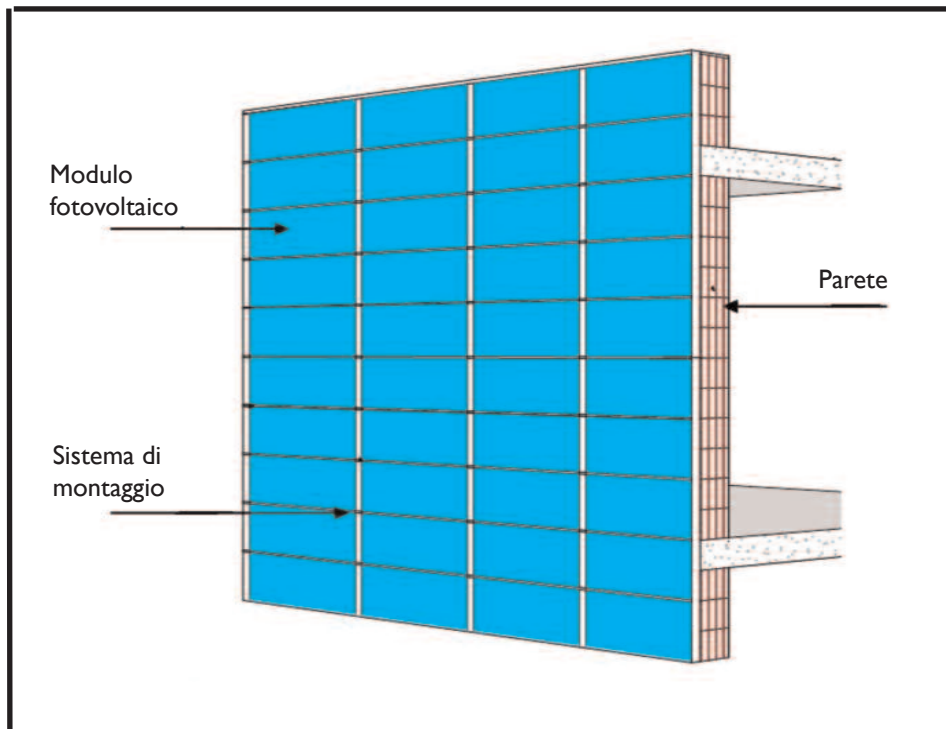 Modulo
fotovoltaico
Parete
Sistema di
montaggio